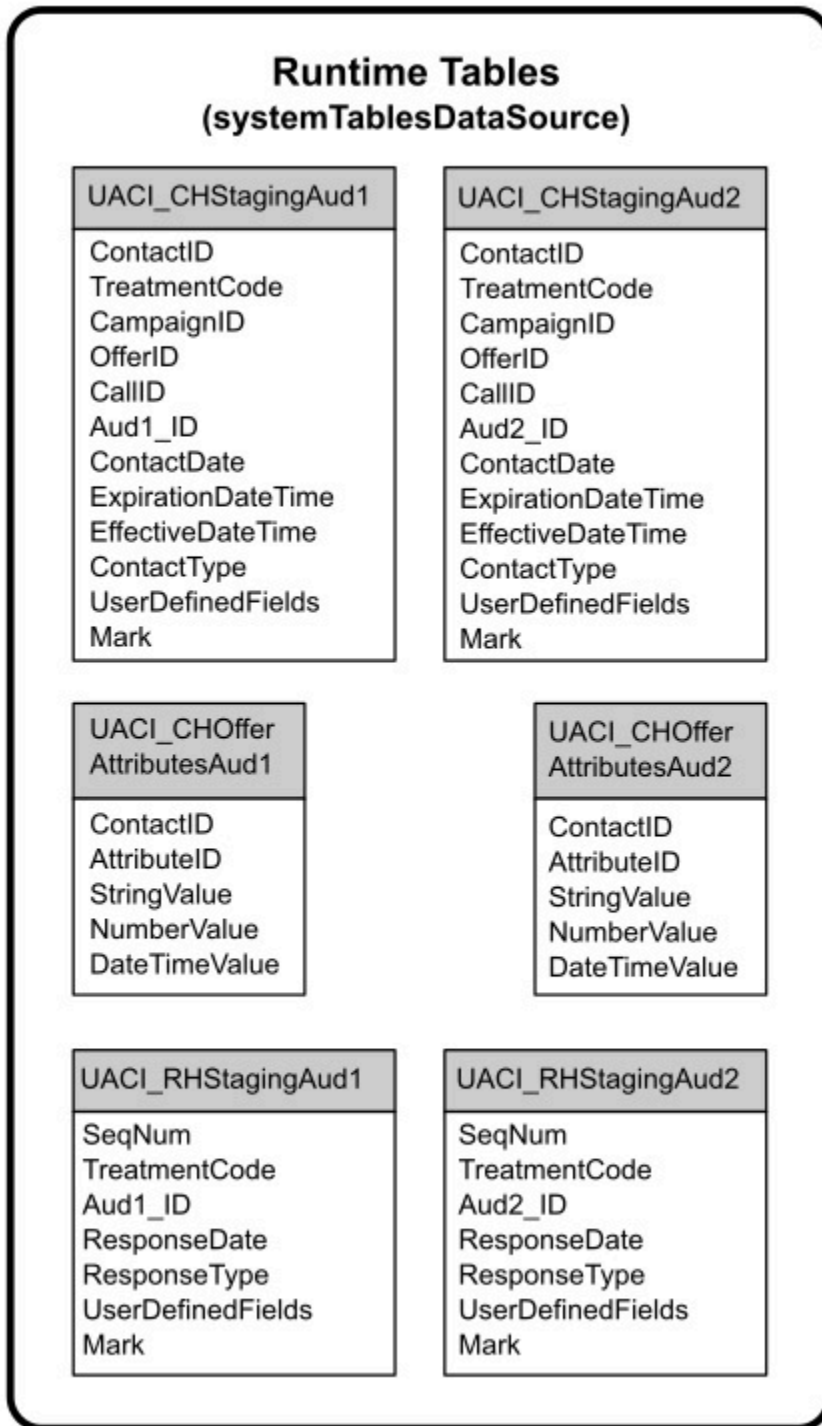 Runtime Tables
(systemTablesDataSource)
UACI_CHStagingAud1
ContactID
TreatmentCode
CampaignID
OfferID
CallID
Aud1_ID
ContactDate
ExpirationDateTime
EffectiveDateTime
ContactType
UserDefinedFields
Mark
UACI_CHStagingAud2
ContactID
TreatmentCode
CampaignID
OfferID
CallID
Aud2_ID
ContactDate
ExpirationDateTime
EffectiveDateTime
ContactType
UserDefinedFields
Mark
UACI_CHOffer
AttributesAud1
ContactID
AttributeID
StringValue
NumberValue
DateTimeValue
UACI_CHOffer
AttributesAud2
ContactID
AttributeID
StringValue
NumberValue
DateTimeValue
UACI_RHStagingAud1
SeqNum
TreatmentCode
Aud1_ID
ResponseDate
ResponseType
UserDefinedFields
Mark
UACI_RHStagingAud2
SeqNum
TreatmentCode
Aud2_ID
ResponseDate
ResponseType
UserDefinedFields
Mark